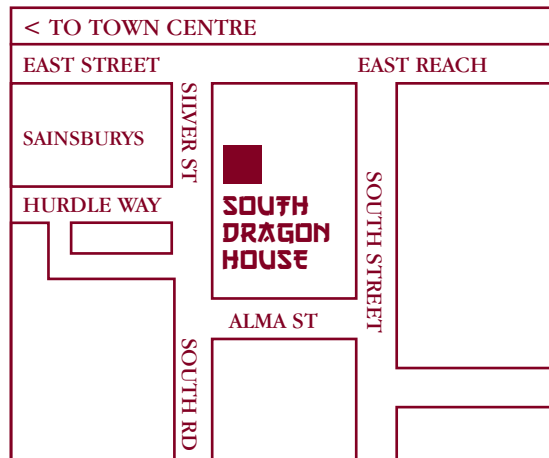 < TO TOWN CENTRE
EAST STREET
EAST REACH
SILVER ST
SAINSBURYS
HURDLE WAY
SOUTH
DRAGON
HOUSE
SOUTH STREET
ALMA ST
SOUTH RD